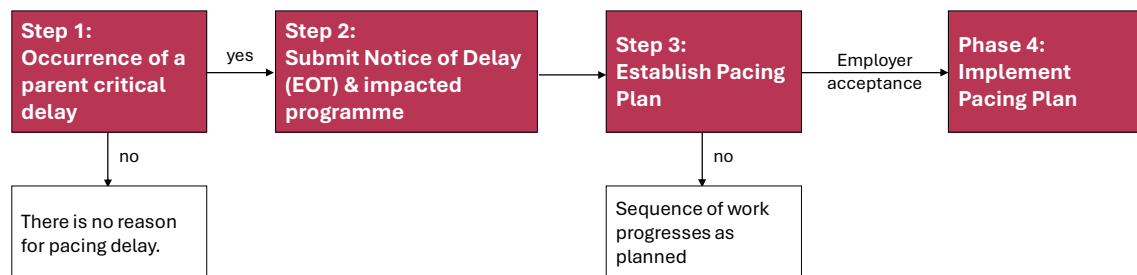 Step 1:
Occurrence of a
parent critical
delay
yes
Step 2:
Submit Notice of Delay
(EOT) & impacted
programme
Step 3:
Establish Pacing
Plan
Employer
acceptance
Phase 4:
Implement
Pacing Plan
no
There is no reason
for pacing delay.
no
Sequence of work
progresses as
planned